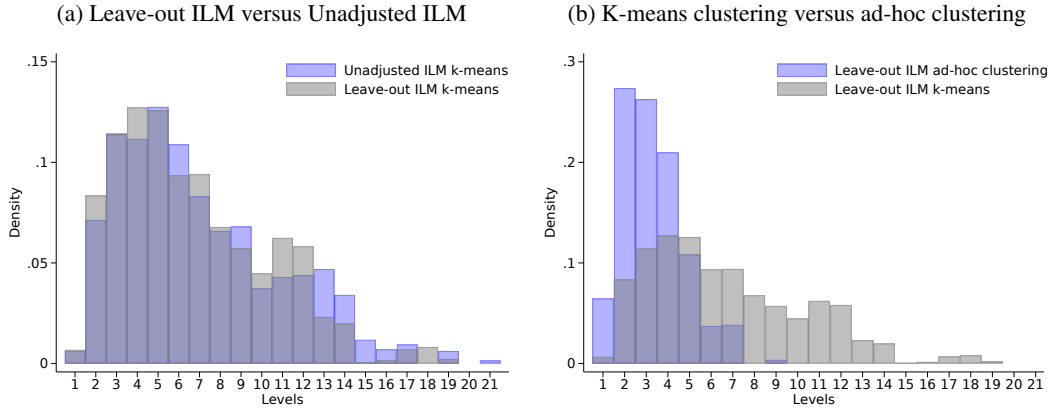 (a) Leave-out ILM versus Unadjusted ILM
.15
.1
.05
0
Density
Unadjusted ILM k-means
Leave-out ILM k-means
1 2 3 4 5 6 7 8 9 10 11 12 13 14 15 16 17 18 19 20 21
Levels
(b) K-means clustering versus ad-hoc clustering
.3
.2
.1
0
Density
Leave-out ILM ad-hoc clustering
Leave-out ILM k-means
1 2 3 4 5 6 7 8 9 10 11 12 13 14 15 16 17 18 19 20 21
Levels